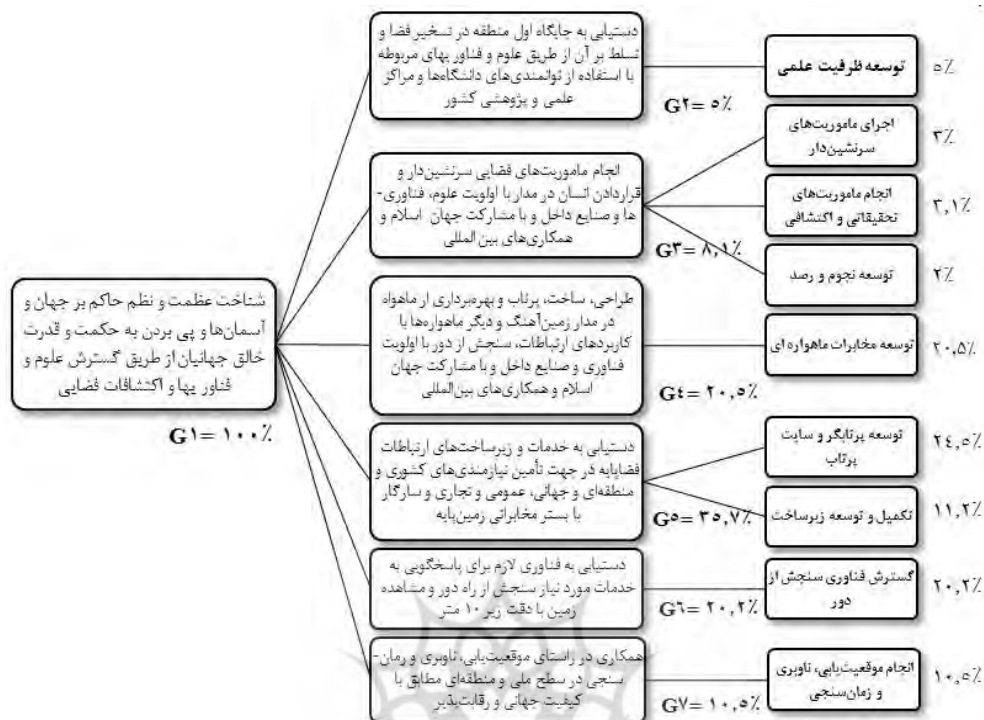 شناخت عظمت و نظم حاکم بر جهان و
آسمان‌ها و پی بردن به حکمت و قدرت
خالق جهانیان از طریق گسترش علوم و
فناور یها و اکتشافات فضایی
G۱= ۱۰۰٪
دستیابی به جایگاه اول منطقه در تسخیر فضا و
تسلط بر آن از طریق علوم و فناور یهای مربوطه
با استفاده از توانمندی‌های دانشگاه‌ها و مراکز
علمی و پژوهشی کشور
G۲= ۵٪
توسعه ظرفیت علمی
۵٪
انجام ماموریت‌های فضایی سرنشین‌دار و
قراردادن انسان در مدار با اولویت علوم، فناوری-
ها و صنایع داخل و با مشارکت جهان اسلام و
همکاری‌های بین‌المللی
G۳= ۸,۱٪
اجرای ماموریت‌های
سرنشین‌دار
۳٪
انجام ماموریت‌های
تحقیقاتی و اکتشافی
۳,۱٪
توسعه نجوم و رصد
۲٪
طراحی، ساخت، پرتاب و بهره‌برداری از ماهواه
در مدار زمین‌آهنگ و دیگر ماهواره‌ها با
کاربردهای ارتباطات، سنجش از دور با اولویت
فناوری و صنایع داخل و با مشارکت جهان
اسلام و همکاری‌های بین‌المللی
G٤= ۲۰,۵٪
توسعه مخابرات ماهواره ای
۲۰,۵٪
دستیابی به خدمات و زیرساخت‌های ارتباطات
فضاپایه در جهت تأمین نیازمندی‌های کشوری و
منطقه‌ای و جهانی، عمومی و تجاری و سازگار
با بستر مخابراتی زمین‌پایه
G۵= ۳۵,۷٪
توسعه پرتابگر و سایت
پرتاب
۲٤,۵٪
تکمیل و توسعه زیرساخت
۱۱,۲٪
دستیابی به فناوری لازم برای پاسخگویی به
خدمات مورد نیاز سنجش از راه دور و مشاهده
زمین با دقت زیر ۱۰ متر
G٦= ۲۰,۲٪
گسترش فناوری سنجش از
دور
۲۰,۲٪
همکاری در راستای موقعیت‌یابی، ناوبری و زمان-
سنجی در سطح ملی و منطقه‌ای مطابق با
کیفیت جهانی و رقابت‌پذیر
G۷= ۱۰,۵٪
انجام موقعیت‌یابی، ناوبری
و زمان‌سنجی
۱۰,۵٪